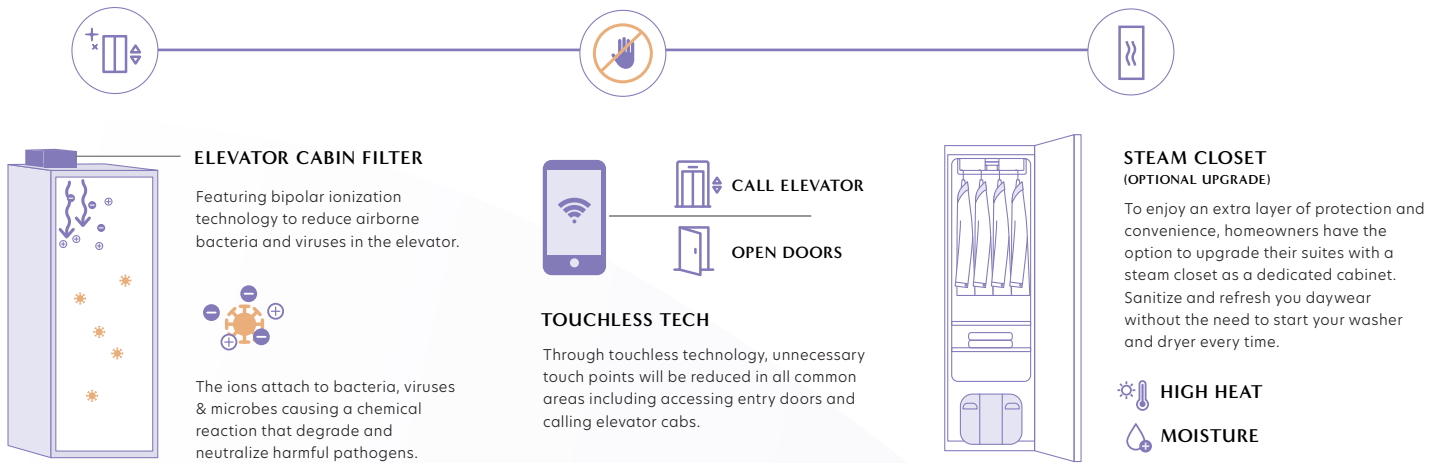 ELEVATOR CABIN FILTER
Featuring bipolar ionization
technology to reduce airborne
bacteria and viruses in the elevator.
The ions attach to bacteria, viruses
& microbes causing a chemical
reaction that degrade and
neutralize harmful pathogens.
CALL ELEVATOR
OPEN DOORS
TOUCHLESS TECH
Through touchless technology, unnecessary
touch points will be reduced in all common
areas including accessing entry doors and
calling elevator cabs.
STEAM CLOSET
(OPTIONAL UPGRADE)
To enjoy an extra layer of protection and
convenience, homeowners have the
option to upgrade their suites with a
steam closet as a dedicated cabinet.
Sanitize and refresh you daywear
without the need to start your washer
and dryer every time.
HIGH HEAT
MOISTURE